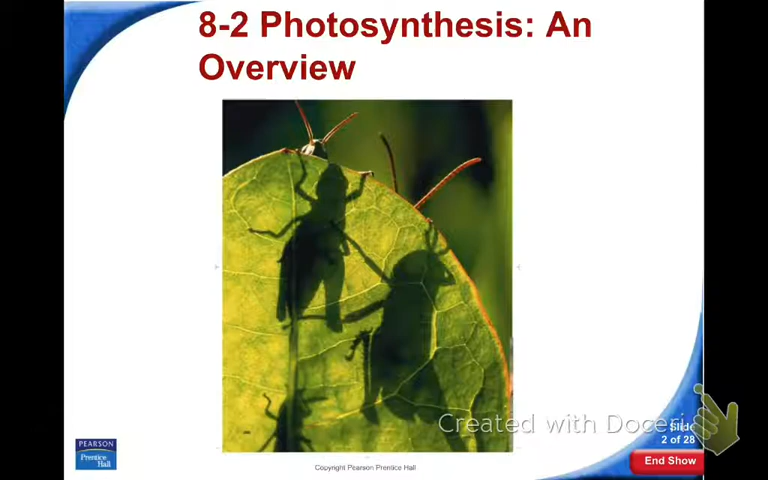 8-2 Photosynthesis: An
Overview
Created with Doceri
Slide
2 of 28
End Show
PEARSON
Prentice
Hall
Copyright Pearson Prentice Hall